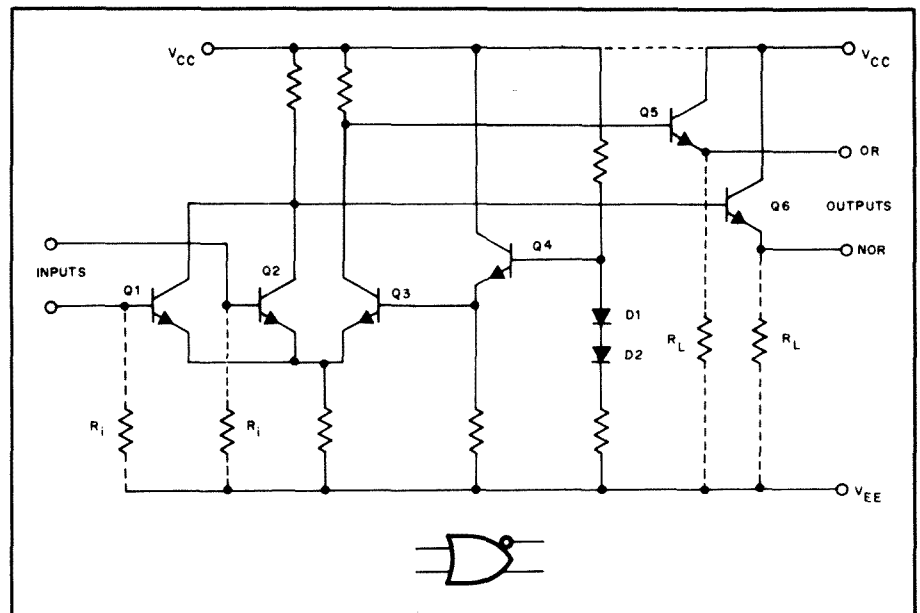 VCC
VCC
Q5
OR
Q6 OUTPUTS
Q4
NOR
INPUTS
Q2
Q1
Q3
D1
RL
RL
D2
Ri
Ri
VEE